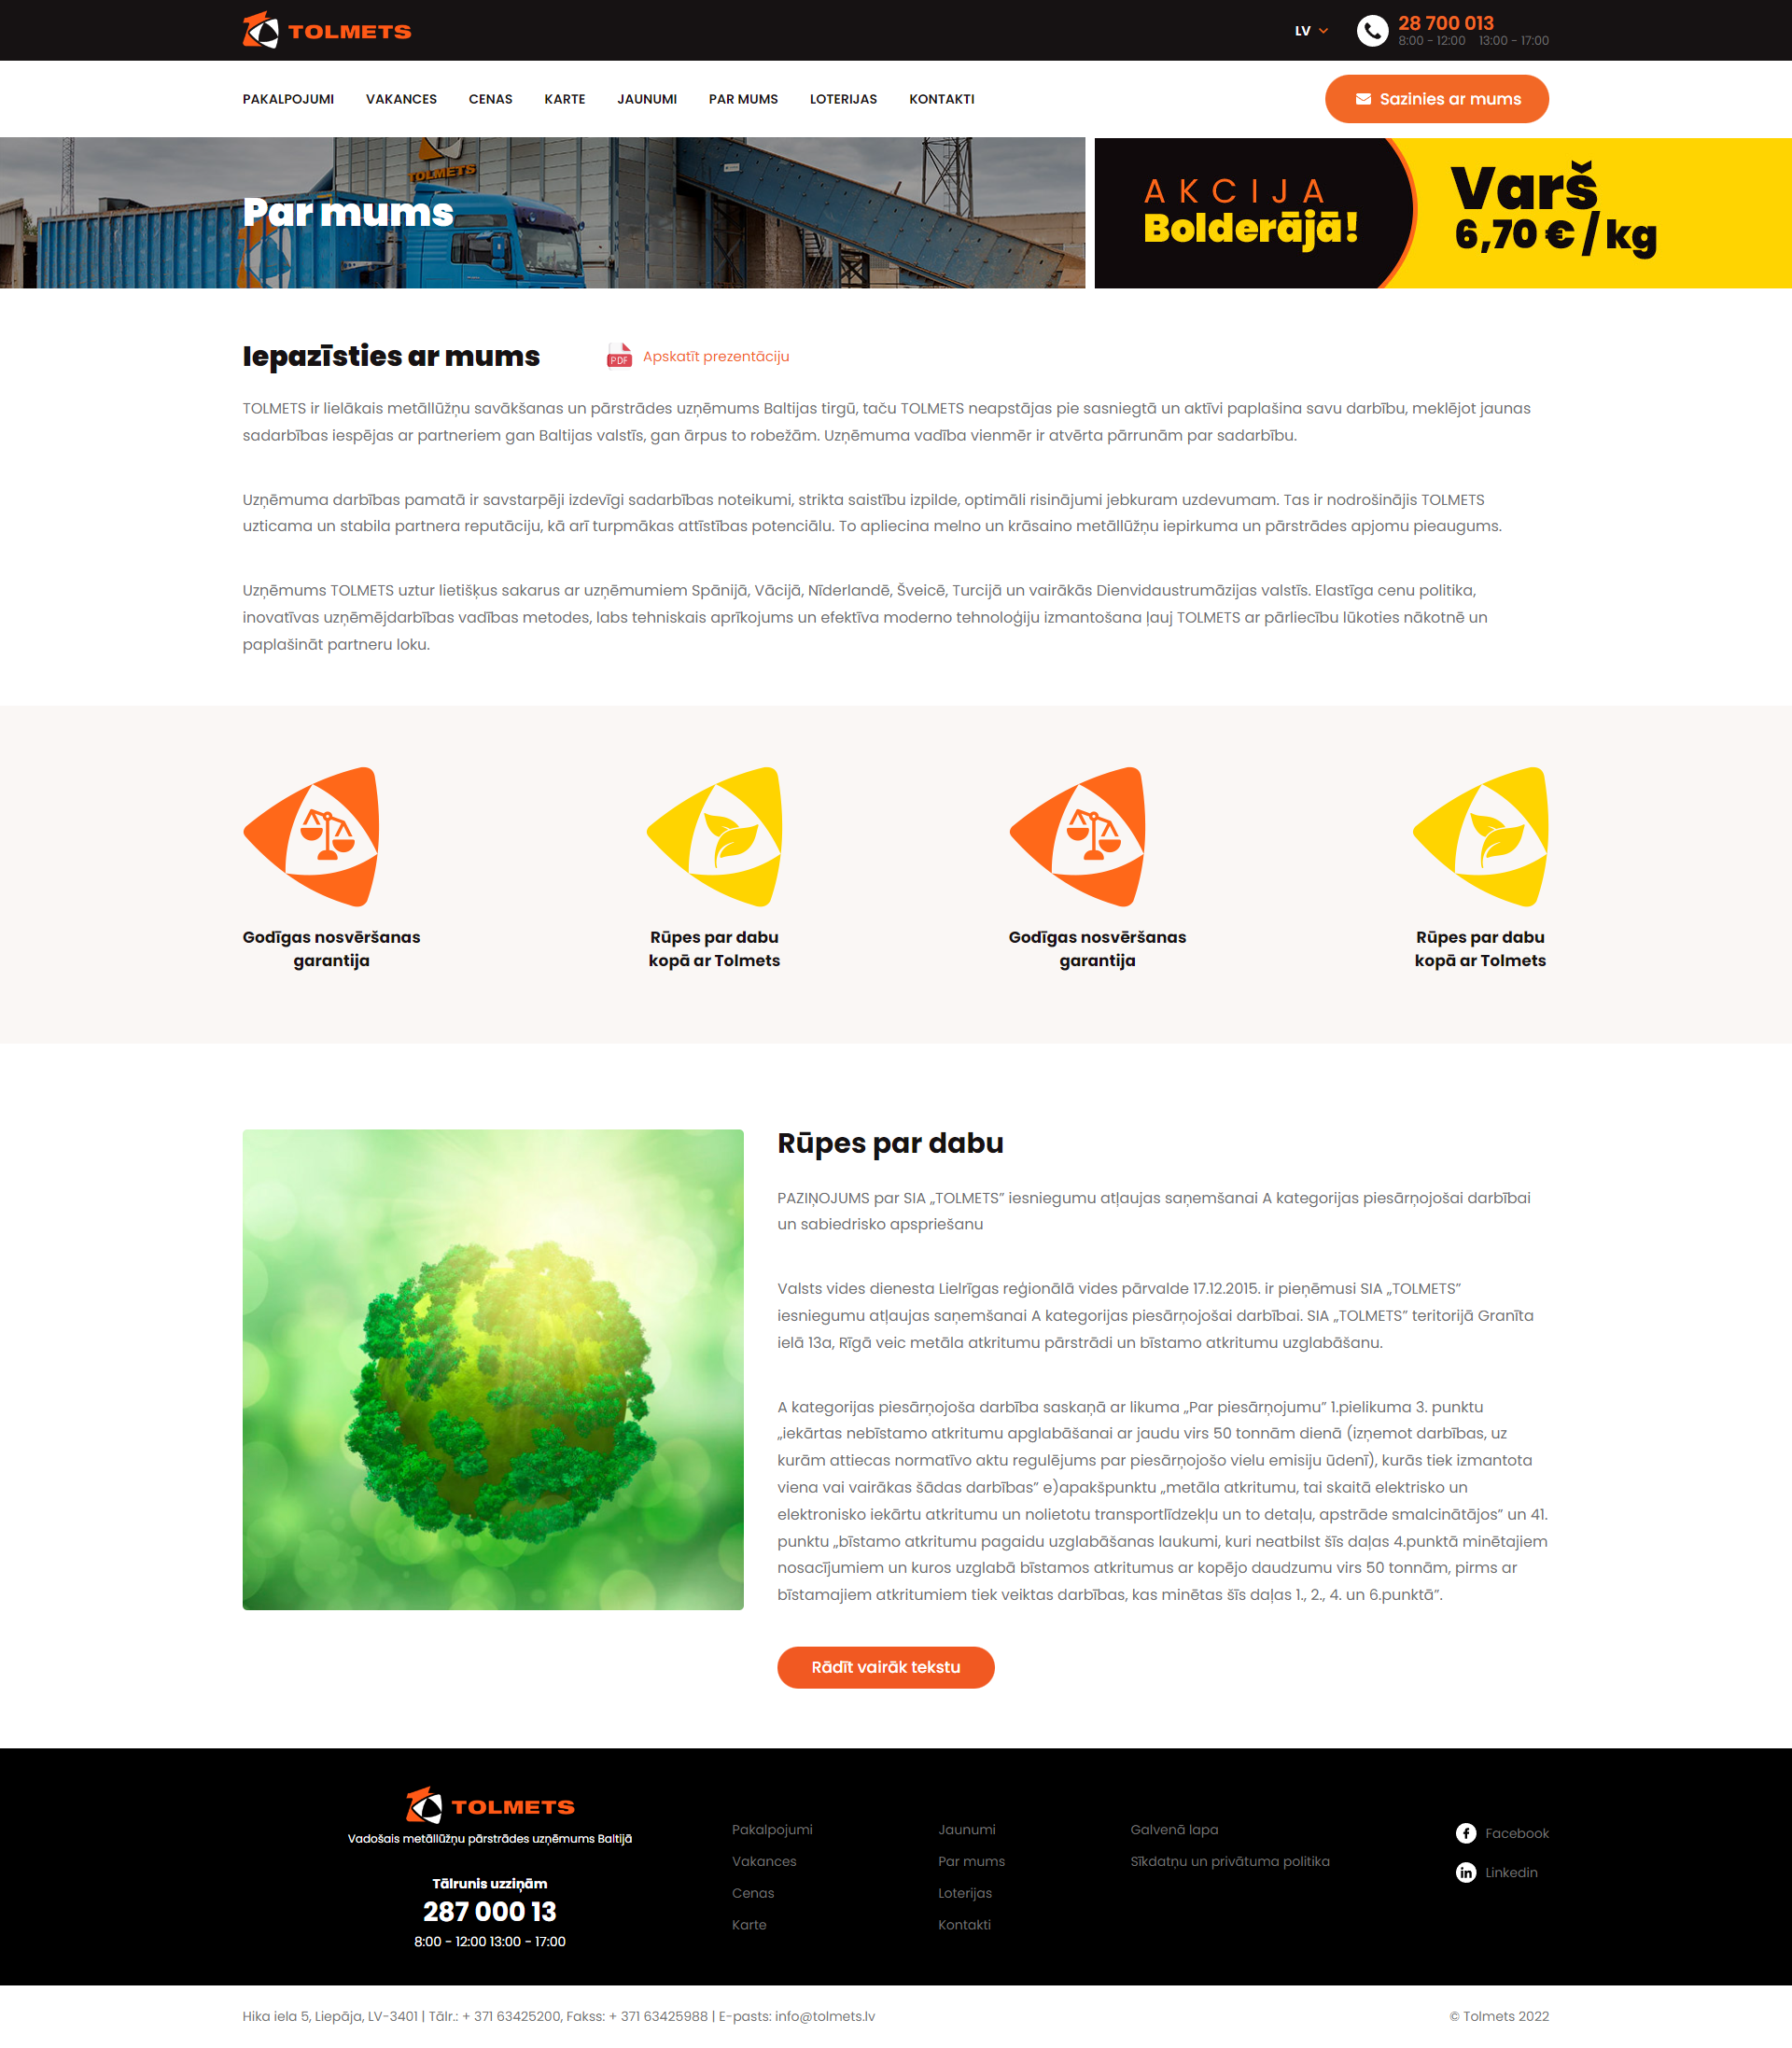 TOLMETS
LV
28 700 013
8:00 - 12:00 13:00 - 17:00
PAKALPOJUMI VAKANCES CENAS KARTE JAUNUMI PAR MUMS LOTERIJAS KONTAKTI
Sazinies ar mums
TOLMETS
Par mums
AKCIJA
Bolderājā!
Varš
6,70 € / kg
Iepazīsties ar mums
PDF
Apskatīt prezentāciju
TOLMETS ir lielākais metāllūžņu savākšanas un pārstrādes uzņēmums Baltijas tirgū, taču TOLMETS neapstājas pie sasniegtā un aktīvi paplašina savu darbību, meklējot jaunas
sadarbības iespējas ar partneriem gan Baltijas valstīs, gan ārpus to robežām. Uzņēmuma vadība vienmēr ir atvērta pārrunām par sadarbību.
Uzņēmuma darbības pamatā ir savstarpēji izdevīgi sadarbības noteikumi, strikta saistību izpilde, optimāli risinājumi jebkuram uzdevumam. Tas ir nodrošinājis TOLMETS
uzticama un stabila partnera reputāciju, kā arī turpmākas attīstības potenciālu. To apliecina melno un krāsaino metāllūžņu iepirkuma un pārstrādes apjomu pieaugums.
Uzņēmums TOLMETS uztur lietišķus sakarus ar uzņēmumiem Spānijā, Vācijā, Nīderlandē, Šveicē, Turcijā un vairākās Dienvidaustrumāzijas valstīs. Elastīga cenu politika,
inovatīvas uzņēmējdarbības vadības metodes, labs tehniskais aprīkojums un efektīva moderno tehnoloģiju izmantošana ļauj TOLMETS ar pārliecību lūkoties nākotnē un
paplašināt partneru loku.
Godīgas nosvēršanas
garantija
Rūpes par dabu
kopā ar Tolmets
Godīgas nosvēršanas
garantija
Rūpes par dabu
kopā ar Tolmets
Rūpes par dabu
PAZIŅOJUMS par SIA „TOLMETS” iesniegumu atļaujas saņemšanai A kategorijas piesārņojošai darbībai
un sabiedrisko apspriešanu
Valsts vides dienesta Lielrīgas reģionālā vides pārvalde 17.12.2015. ir pieņēmusi SIA „TOLMETS”
iesniegumu atļaujas saņemšanai A kategorijas piesārņojošai darbībai. SIA „TOLMETS” teritorijā Granīta
ielā 13a, Rīgā veic metāla atkritumu pārstrādi un bīstamo atkritumu uzglabāšanu.
A kategorijas piesārņojoša darbība saskaņā ar likuma „Par piesārņojumu” 1.pielikuma 3. punktu
„iekārtas nebīstamo atkritumu apglabāšanai ar jaudu virs 50 tonnām dienā (izņemot darbības, uz
kurām attiecas normatīvo aktu regulējums par piesārņojošo vielu emisiju ūdenī), kurās tiek izmantota
viena vai vairākas šādas darbības” e)apakšpunktu „metāla atkritumu, tai skaitā elektrisko un
elektronisko iekārtu atkritumu un nolietotu transportlīdzekļu un to detaļu, apstrāde smalcinātājos” un 41.
punktu „bīstamo atkritumu pagaidu uzglabāšanas laukumi, kuri neatbilst šīs daļas 4.punktā minētajiem
nosacījumiem un kuros uzglabā bīstamos atkritumus ar kopējo daudzumu virs 50 tonnām, pirms ar
bīstamajiem atkritumiem tiek veiktas darbības, kas minētas šīs daļas 1., 2., 4. un 6.punktā”.
Rādīt vairāk tekstu
TOLMETS
Vadošais metāllūžņu pārstrādes uzņēmums Baltijā
Tālrunis uzziņām
287 000 13
8:00 - 12:00 13:00 - 17:00
Pakalpojumi
Vakances
Cenas
Karte
Jaunumi
Par mums
Loterijas
Kontakti
Galvenā lapa
Sīkdatņu un privātuma politika
Facebook
Linkedin
Hika iela 5, Liepāja, LV-3401 | Tālr.: + 371 63425200, Fakss: + 371 63425988 | E-pasts: info@tolmets.lv
© Tolmets 2022